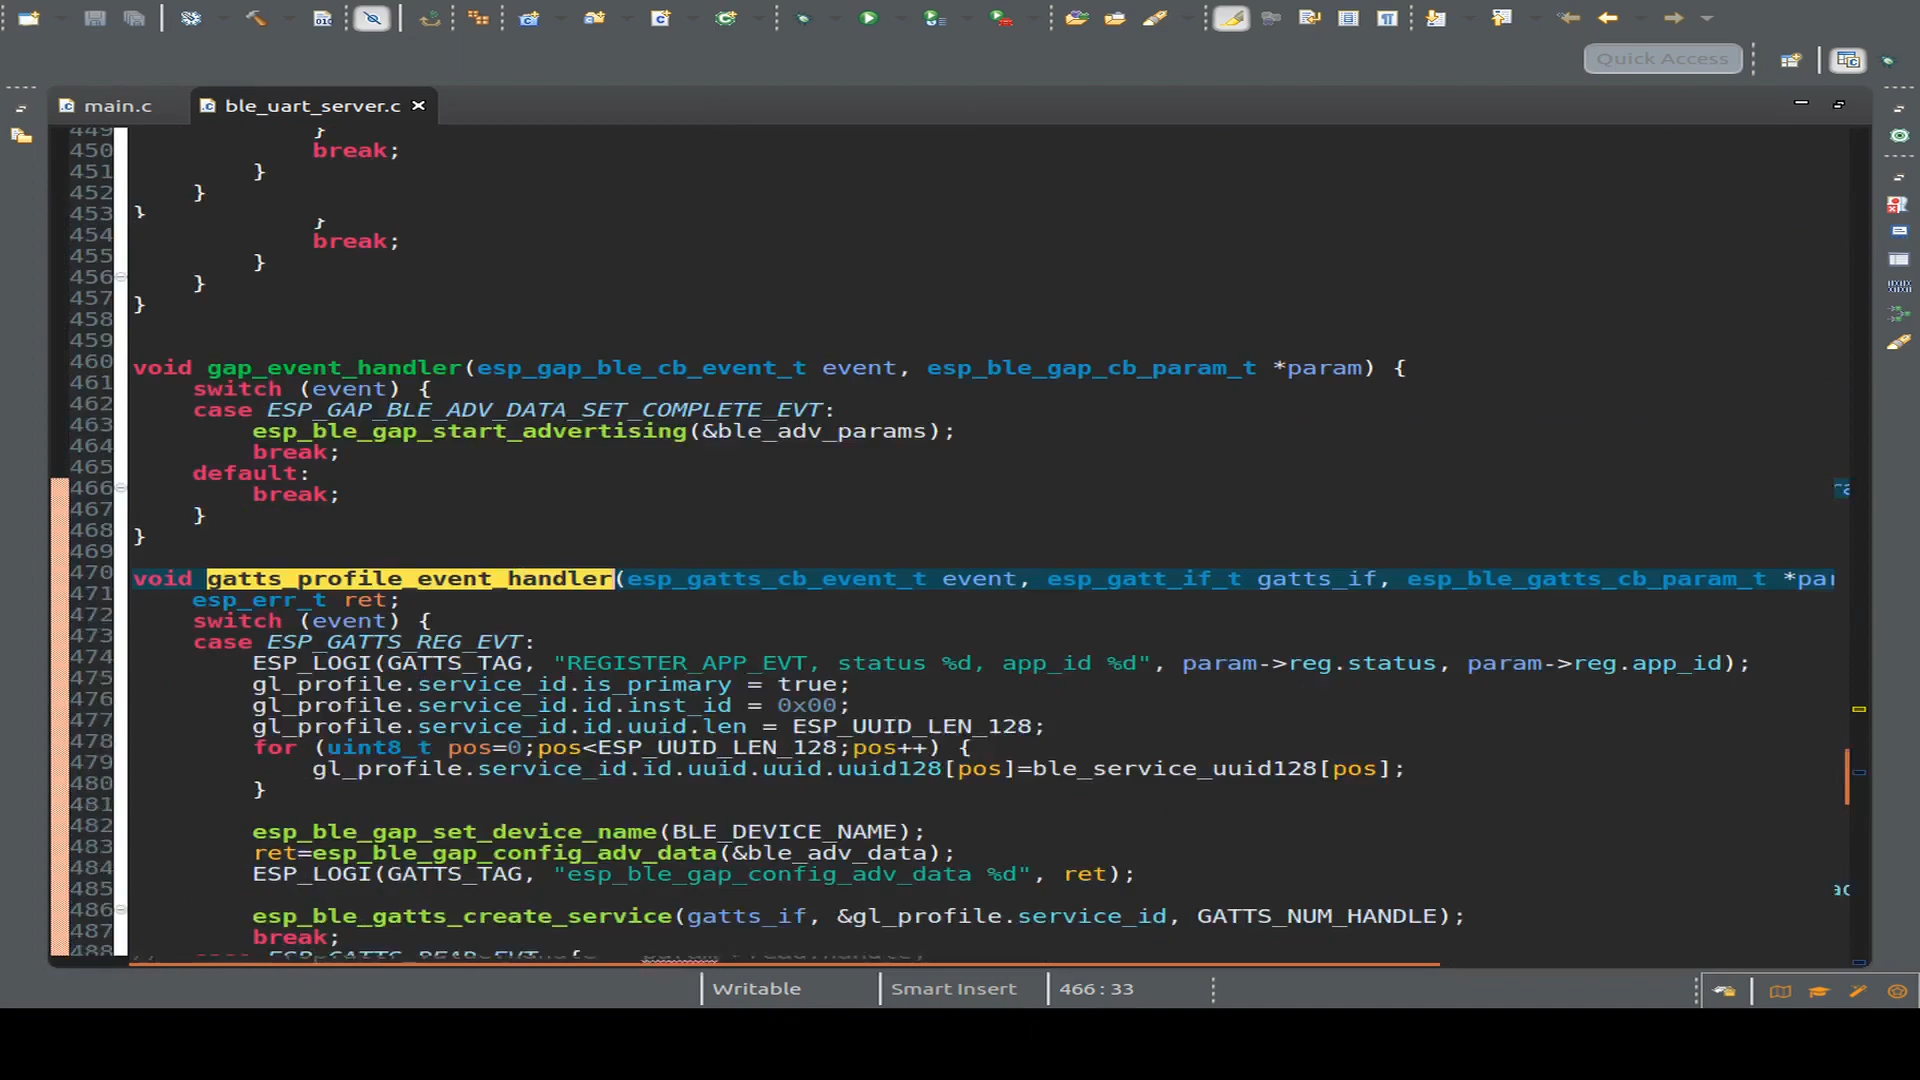 Quick Access
main.c
ble_uart_server.c
449 }
450 break;
451 }
452 }
453 }
454 }
455 break;
456 }
457 }
458 }
459
460
461 void gap_event_handler(esp_gap_ble_cb_event_t event, esp_ble_gap_cb_param_t *param) {
462 switch (event) {
463 case ESP_GAP_BLE_ADV_DATA_SET_COMPLETE_EVT:
464 esp_ble_gap_start_advertising(&ble_adv_params);
465 break;
466 default:
467 break;
468 }
469 }
470
471 void gatts_profile_event_handler(esp_gatts_cb_event_t event, esp_gatt_if_t gatts_if, esp_ble_gatts_cb_param_t *par
472 esp_err_t ret;
473 switch (event) {
474 case ESP_GATTS_REG_EVT:
475 ESP_LOGI(GATTS_TAG, "REGISTER_APP_EVT, status %d, app_id %d", param->reg.status, param->reg.app_id);
476 gl_profile.service_id.is_primary = true;
477 gl_profile.service_id.id.inst_id = 0x00;
478 gl_profile.service_id.id.uuid.len = ESP_UUID_LEN_128;
479 for (uint8_t pos=0;pos<ESP_UUID_LEN_128;pos++) {
480 gl_profile.service_id.id.uuid.uuid.uuid128[pos]=ble_service_uuid128[pos];
481 }
482
483 esp_ble_gap_set_device_name(BLE_DEVICE_NAME);
484 ret=esp_ble_gap_config_adv_data(&ble_adv_data);
485 ESP_LOGI(GATTS_TAG, "esp_ble_gap_config_adv_data %d", ret);
486
487 esp_ble_gatts_create_service(gatts_if, &gl_profile.service_id, GATTS_NUM_HANDLE);
488 break;
Writable
Smart Insert
466:33